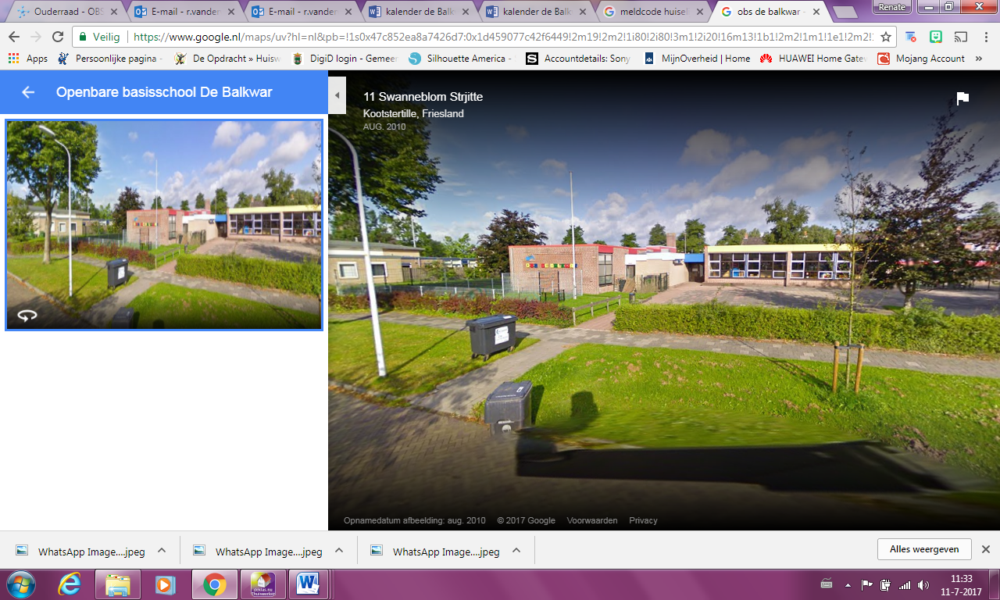 Ouderraad - OBS
E-mail - r.vander
E-mail - r.vander
kalender de Balk
kalender de Balk
meldcode huisel
obs de balkwar -
Renate
Veilig
https://www.google.nl/maps/uv?hl=nl&pb=!1s0x47c852ea8a7426d7:0x1d459077c42f6449!2m19!2m2!1i80!2i80!3m1!2i20!16m13!1b1!2m2!1m1!1e1!2m2!
Apps
Persoonlijke pagina -
De Opdracht » Huisw
DigiD login - Gemeen
Silhouette America -
Accountdetails: Sony
MijnOverheid | Home
HUAWEI Home Gatew
Mojang Account
»
Openbare basisschool De Balkwar
11 Swanneblom Strjitte
Kootstertille, Friesland
AUG. 2010
Opnamedatum afbeelding: aug. 2010
© 2017 Google
Voorwaarden
Privacy
WhatsApp Image....jpeg
WhatsApp Image....jpeg
WhatsApp Image....jpeg
Alles weergeven
11:33
11-7-2017